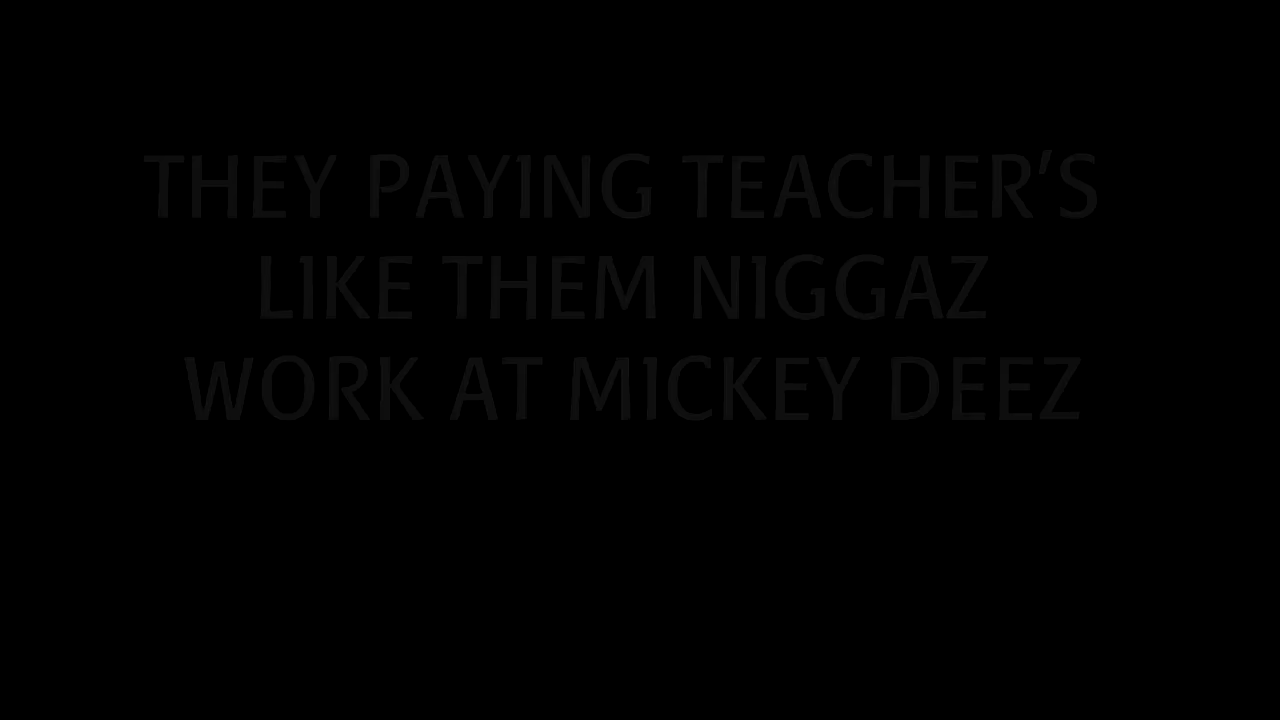 THEY PAYING TEACHER'S
LIKE THEM NIGGAZ
WORK AT MICKEY DEEZ